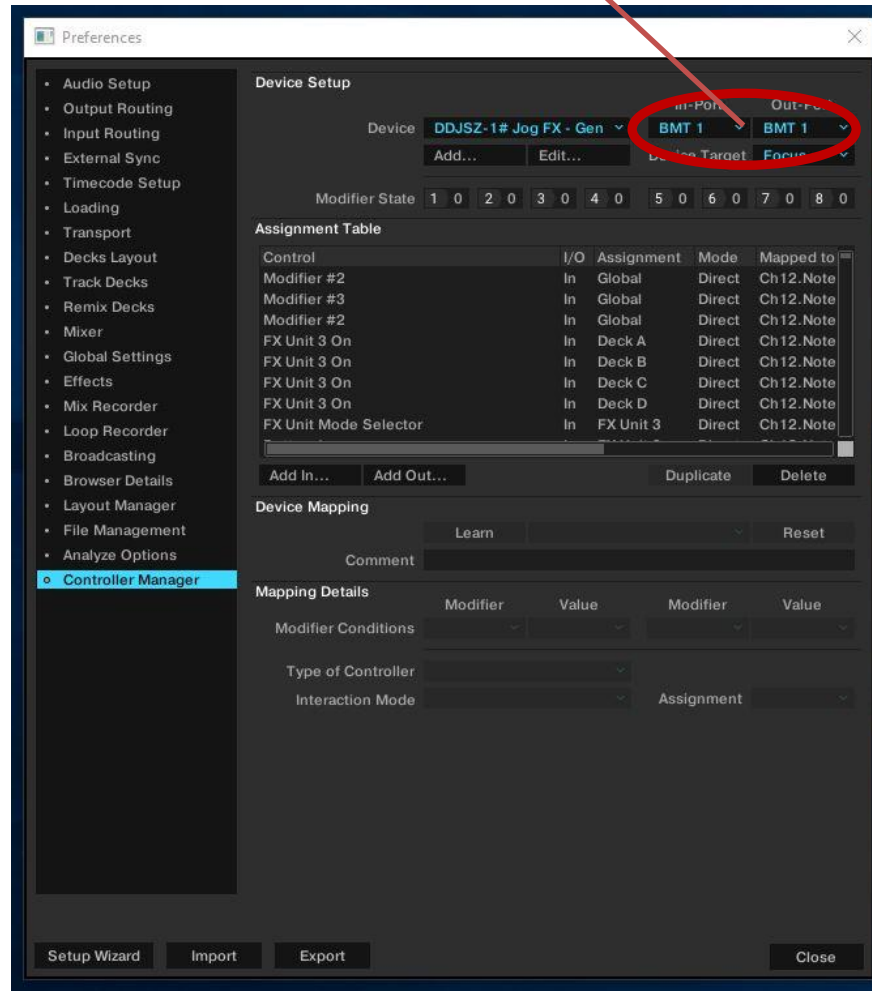 Preferences
Audio Setup
Output Routing
Input Routing
External Sync
Timecode Setup
Loading
Transport
Decks Layout
Track Decks
Remix Decks
Mixer
Global Settings
Effects
Mix Recorder
Loop Recorder
Broadcasting
Browser Details
Layout Manager
File Management
Analyze Options
Controller Manager
Device Setup
Device DDJSZ-1# Jog FX - Gen BMT 1 BMT 1
Add... Edit... Target Focus
Modifier State 1 0 2 0 3 0 4 0 5 0 6 0 7 0 8 0
Assignment Table
Control I/O Assignment Mode Mapped to
Modifier #2 In Global Direct Ch12.Note
Modifier #3 In Global Direct Ch12.Note
Modifier #2 In Global Direct Ch12.Note
FX Unit 3 On In Deck A Direct Ch12.Note
FX Unit 3 On In Deck B Direct Ch12.Note
FX Unit 3 On In Deck C Direct Ch12.Note
FX Unit 3 On In Deck D Direct Ch12.Note
FX Unit Mode Selector In FX Unit 3 Direct Ch12.Note
Add In... Add Out... Duplicate Delete
Device Mapping
Learn Reset
Comment
Mapping Details
Modifier Value Modifier Value
Modifier Conditions
Type of Controller
Interaction Mode Assignment
Setup Wizard Import Export Close